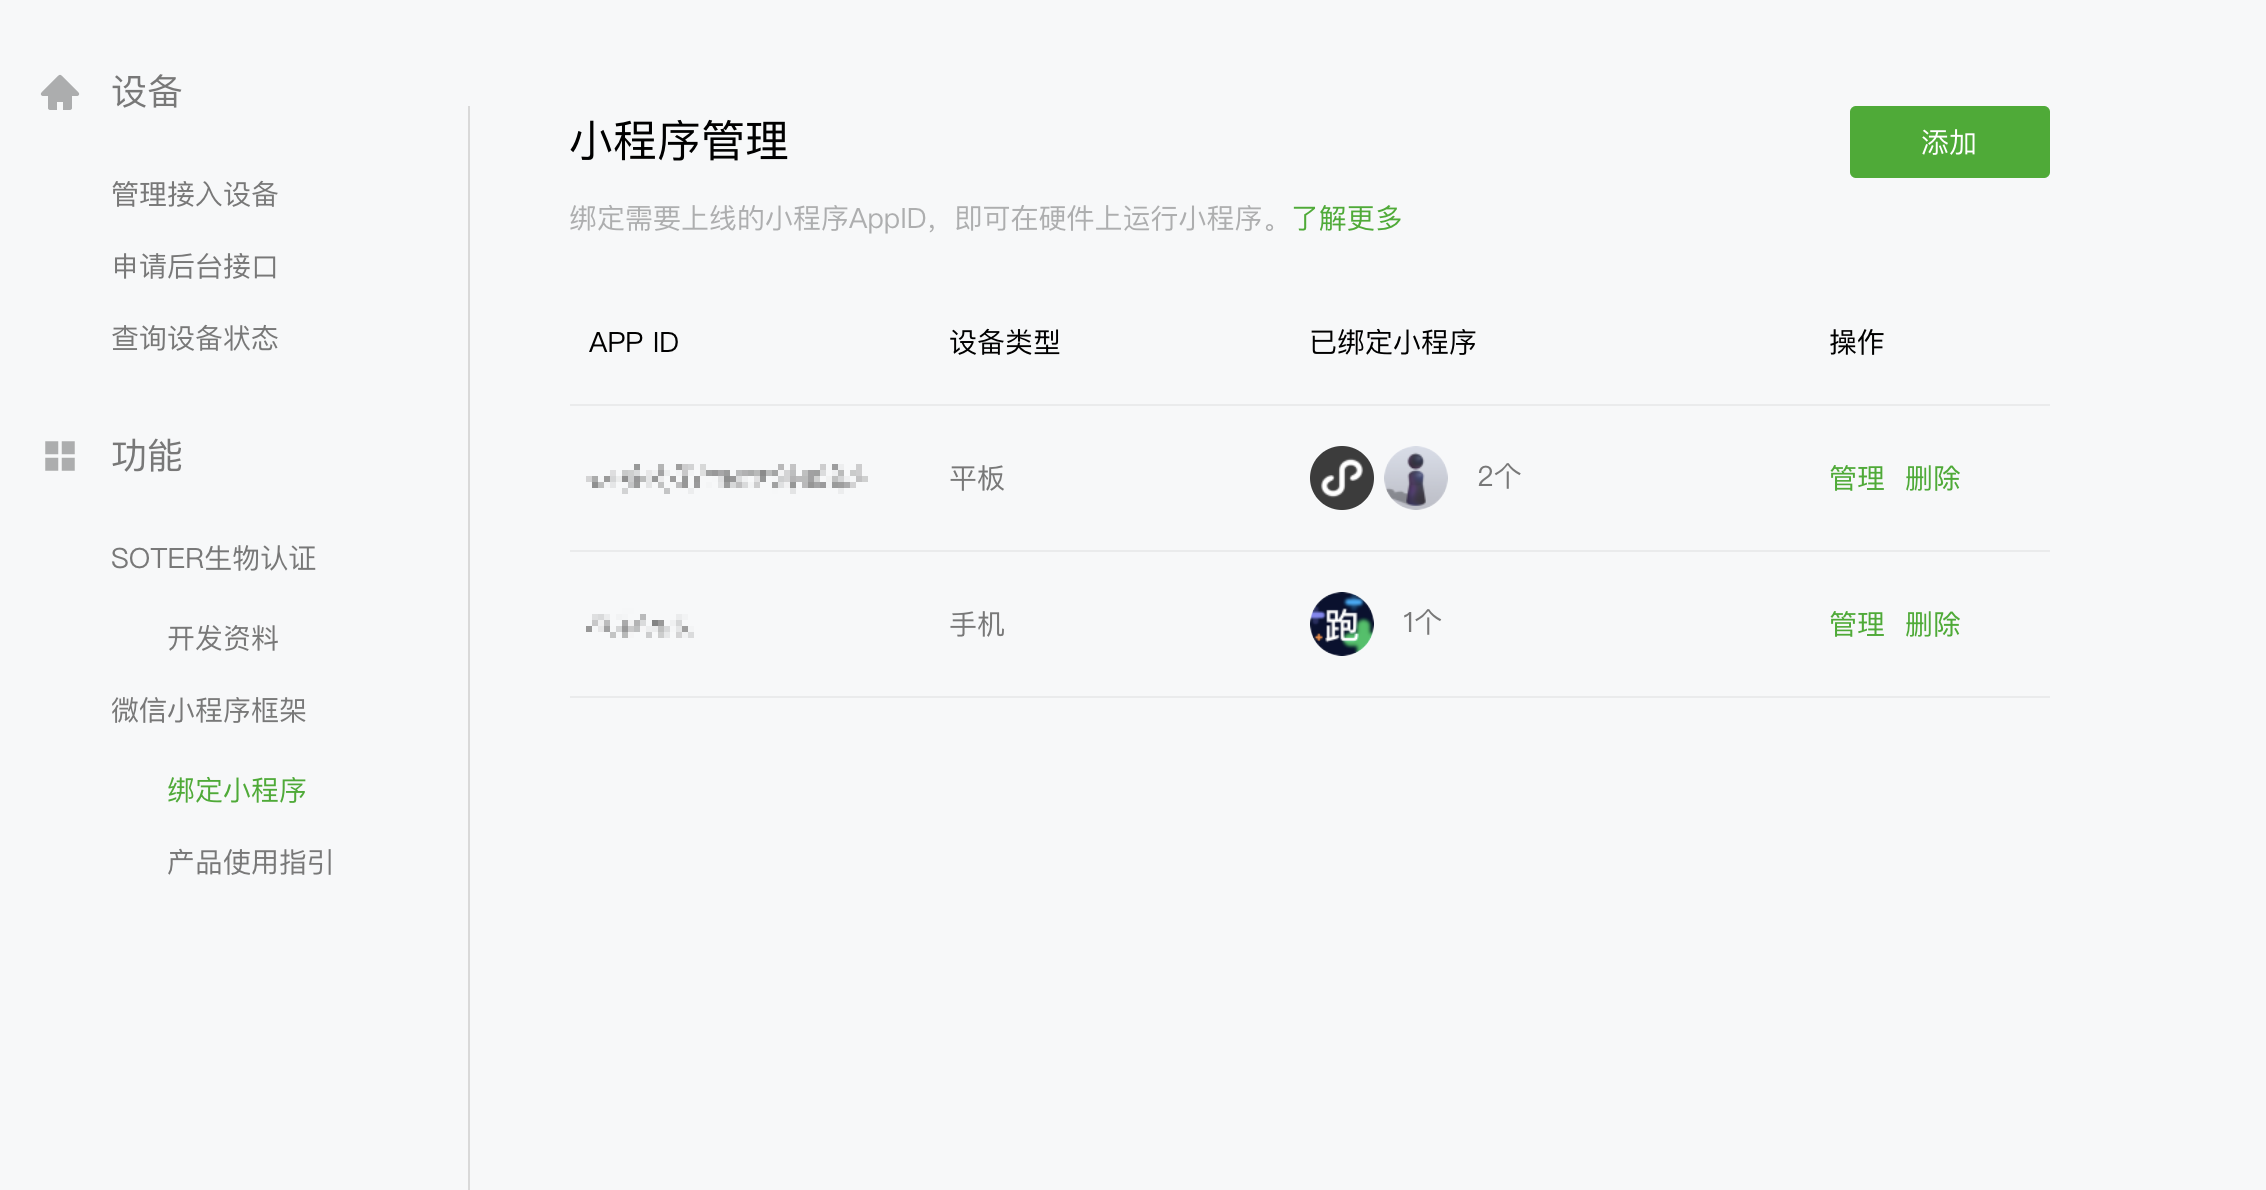 设备
管理接入设备
申请后台接口
查询设备状态
功能
SOTER生物认证
开发资料
微信小程序框架
绑定小程序
产品使用指引
小程序管理
添加
绑定需要上线的小程序AppID，即可在硬件上运行小程序。了解更多
APP ID 设备类型 已绑定小程序 操作
平板 2个 管理 删除
手机 跑 1个 管理 删除